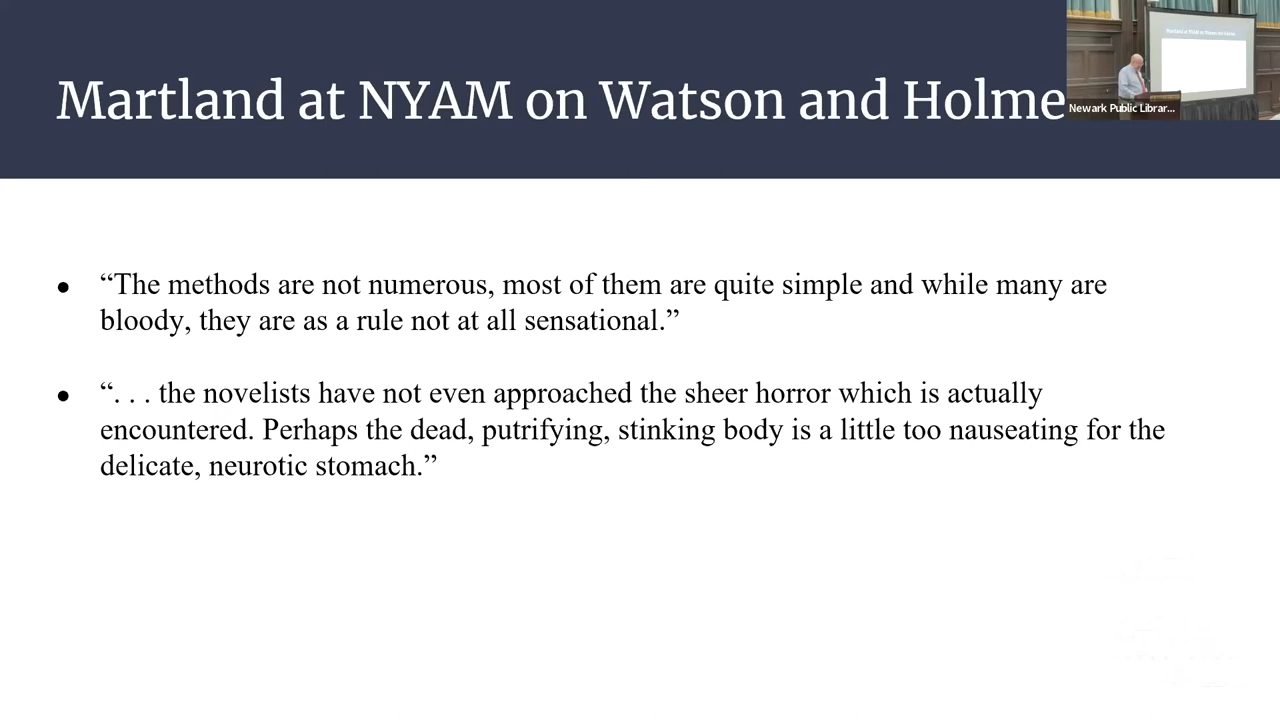 Martland at NYAM on Watson and Holme
Newark Public Librar...
● “The methods are not numerous, most of them are quite simple and while many are
bloody, they are as a rule not at all sensational.”
● “. . . the novelists have not even approached the sheer horror which is actually
encountered. Perhaps the dead, putrifying, stinking body is a little too nauseating for the
delicate, neurotic stomach.”